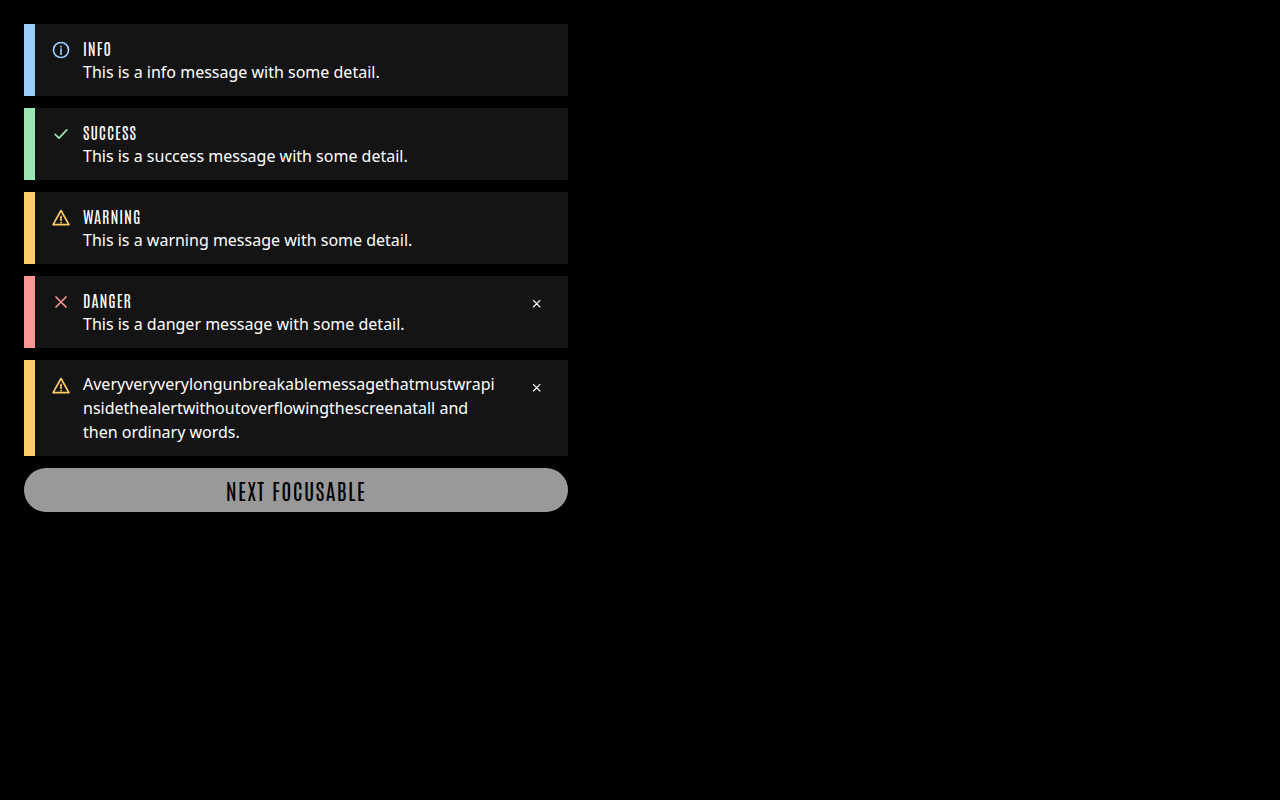 INFO
This is a info message with some detail.
SUCCESS
This is a success message with some detail.
WARNING
This is a warning message with some detail.
DANGER
This is a danger message with some detail.
Averyveryverylongunbreakablemessagethatmustwrapi
nsidethealertwithoutoverflowingthescreenatall and
then ordinary words.
NEXT FOCUSABLE